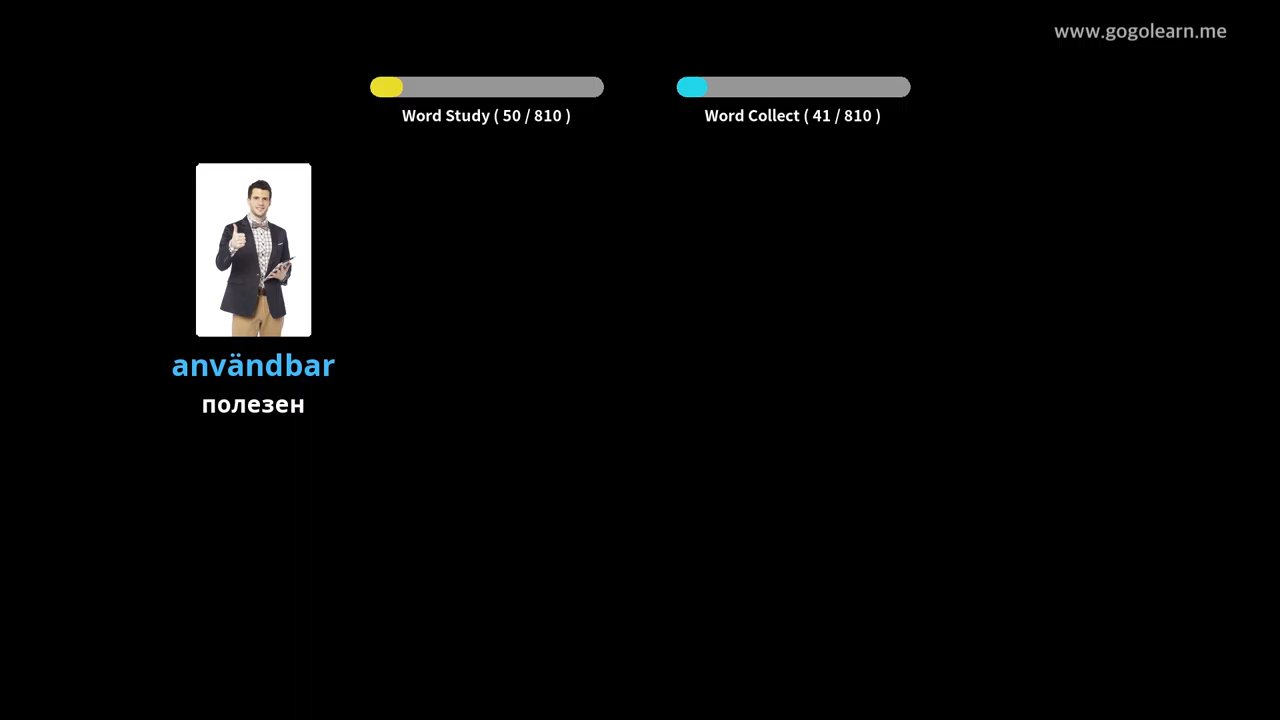 www.gogolearn.me
Word Study ( 50 / 810 )
Word Collect ( 41 / 810 )
användbar
полезен